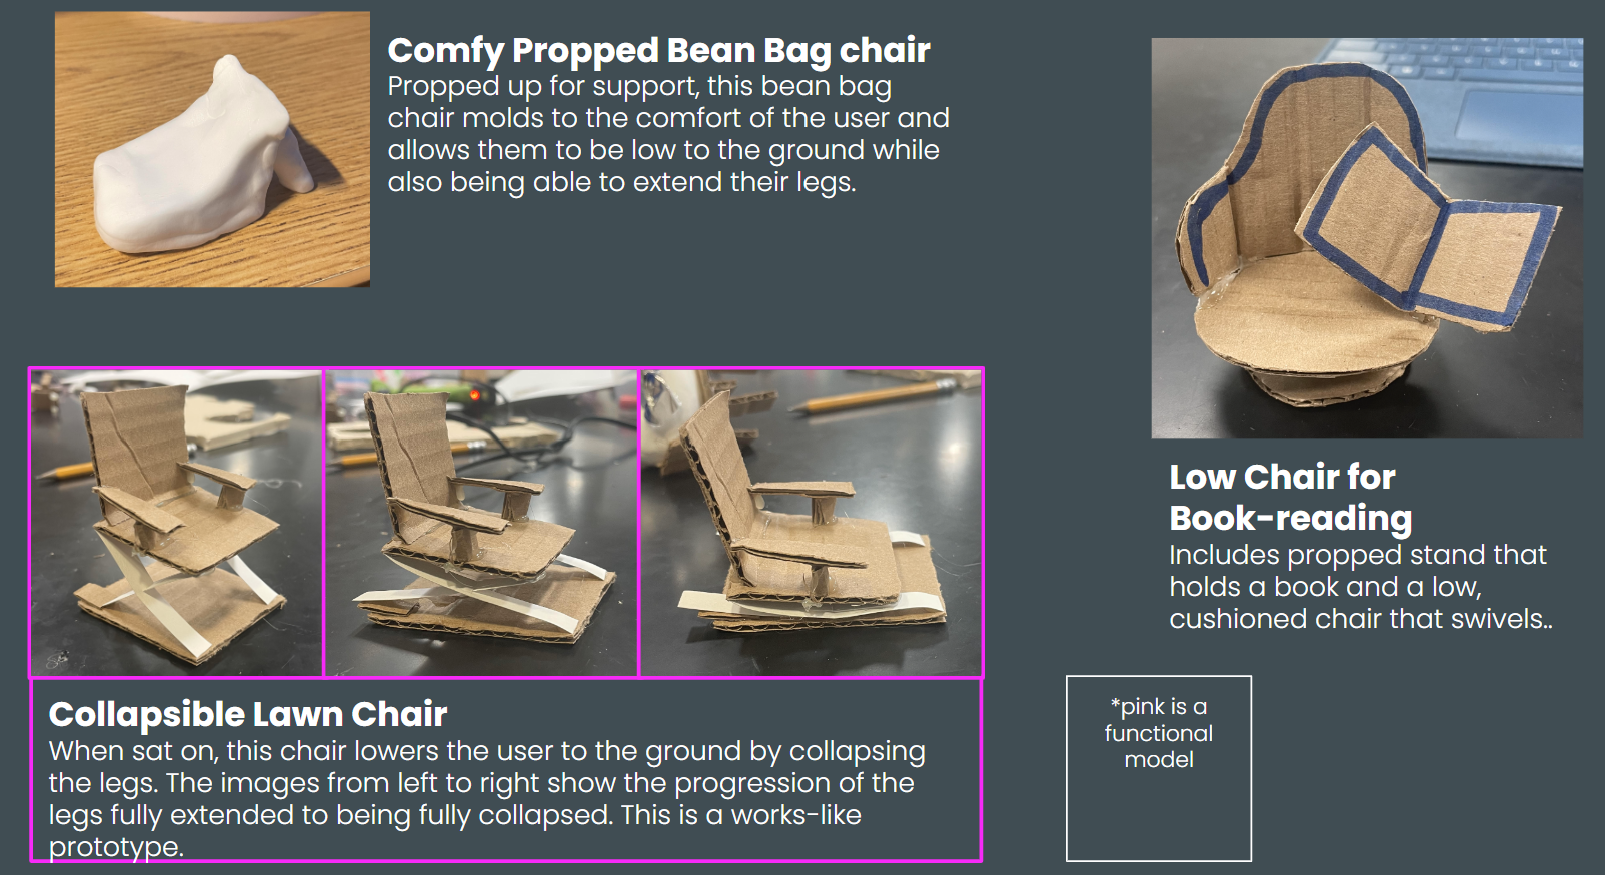 Comfy Propped Bean Bag chair
Propped up for support, this bean bag
chair molds to the comfort of the user and
allows them to be low to the ground while
also being able to extend their legs.
Low Chair for
Book-reading
Includes propped stand that
holds a book and a low,
cushioned chair that swivels..
Collapsible Lawn Chair
When sat on, this chair lowers the user to the ground by collapsing
the legs. The images from left to right show the progression of the
legs fully extended to being fully collapsed. This is a works-like
prototype.
*pink is a
functional
model